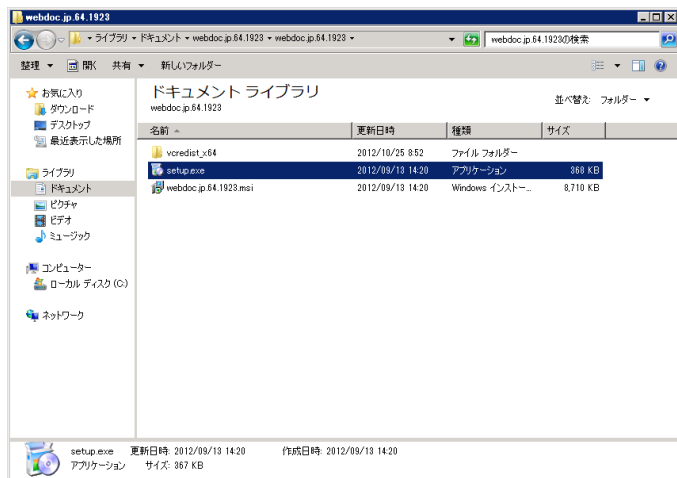 webdoc.jp.64.1923
ライブラリ ドキュメント webdoc.jp.64.1923 webdoc.jp.64.1923 webdoc.jp.64.1923の検索
整理 開く 共有 新しいフォルダー
お気に入り
ダウンロード
デスクトップ
最近表示した場所
ライブラリ
ドキュメント
ピクチャ
ビデオ
ミュージック
コンピューター
ローカル ディスク (C:)
ネットワーク
ドキュメント ライブラリ
webdoc.jp.64.1923
並べ替え: フォルダー
名前 更新日時 種類 サイズ
vcredist_x64 2012/10/25 8:52 ファイル フォルダー
setup.exe 2012/09/13 14:20 アプリケーション 368 KB
webdoc.jp.64.1923.msi 2012/09/13 14:20 Windows インストー... 8,710 KB
setup.exe 更新日時: 2012/09/13 14:20 作成日時: 2012/09/13 14:20
アプリケーション サイズ: 367 KB